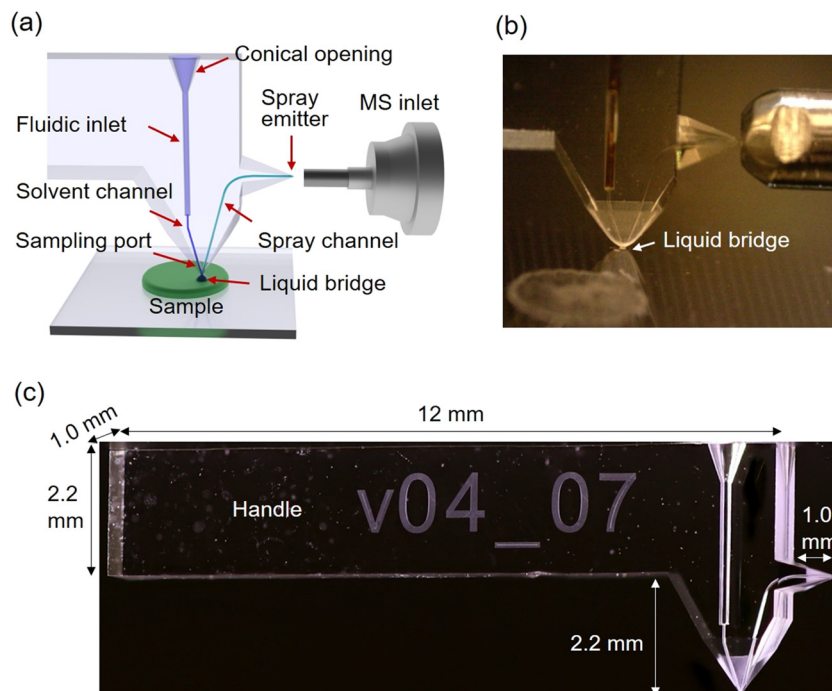 (a)
Conical opening
Spray
emitter
MS inlet
Fluidic inlet
Solvent channel
Sampling port
Spray channel
Liquid bridge
Sample
(b)
Liquid bridge
(c)
1.0 mm
12 mm
2.2
mm
Handle
v04_07
1.0
mm
2.2 mm